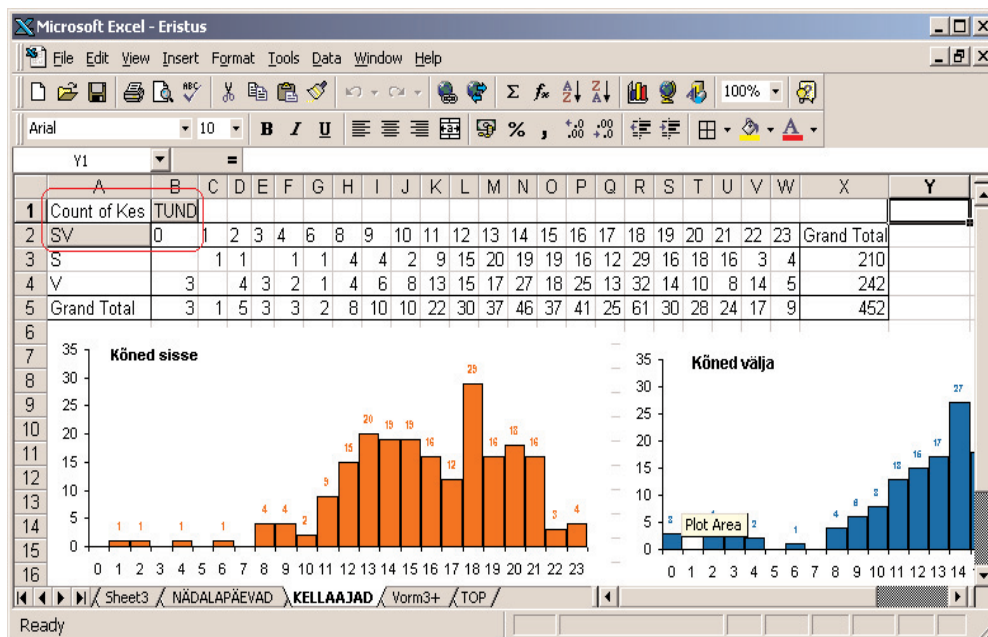 Microsoft Excel - Eristus
File Edit View Insert Format Tools Data Window Help
100%
Arial 10 B I U % ,
Y1 =
A B C D E F G H I J K L M N O P Q R S T U V W X Y
1 Count of Kes TUND
2 SV 0 1 2 3 4 6 8 9 10 11 12 13 14 15 16 17 18 19 20 21 22 23 Grand Total
3 S 1 1 1 1 4 4 2 9 15 20 19 19 16 12 29 16 18 16 3 4 210
4 V 3 4 3 2 1 4 6 8 13 15 17 27 18 25 13 32 14 10 8 14 5 242
5 Grand Total 3 1 5 3 3 2 8 10 10 22 30 37 46 37 41 25 61 30 28 24 17 9 452
6
7
8
9
10
11
12
13
14
15
16
Kõned sisse
35
30
25
20
15
10
5
0
1 1 1 1 4 4 2 9 15 20 19 19 16 12 29 16 18 16 3 4
0 1 2 3 4 5 6 7 8 9 10 11 12 13 14 15 16 17 18 19 20 21 22 23
Kõned välja
35
30
25
20
15
10
5
0
3 2 1 4 6 8 13 15 17 27
Plot Area
0 1 2 3 4 5 6 7 8 9 10 11 12 13 14
Sheet3 NÄDALAPÄEVAD KELLAAJAD Vorm3+ TOP
Ready